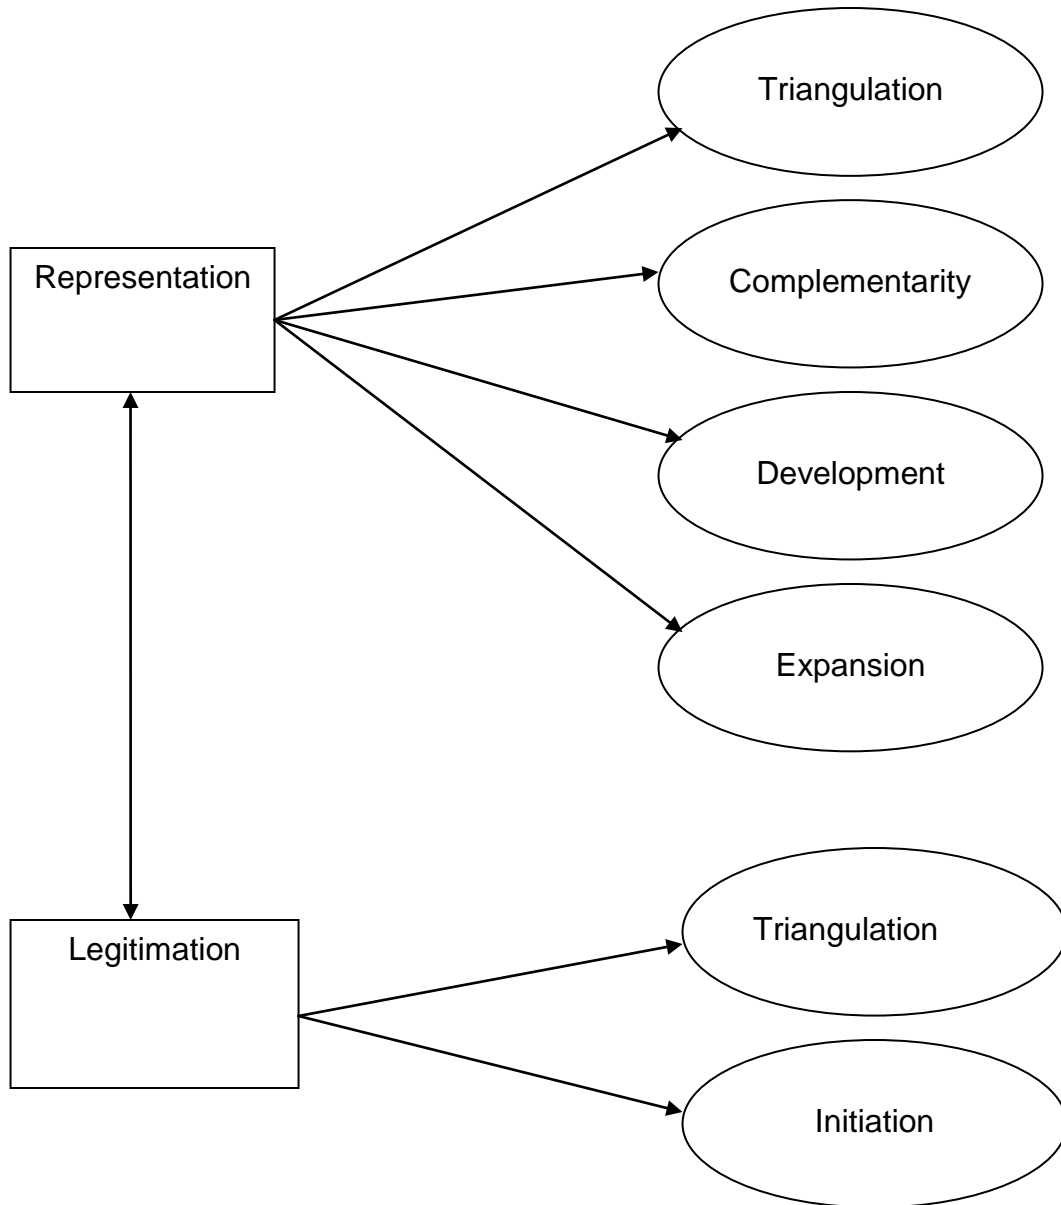 Triangulation
Representation
Complementarity
Development
Expansion
Legitimation
Triangulation
Initiation